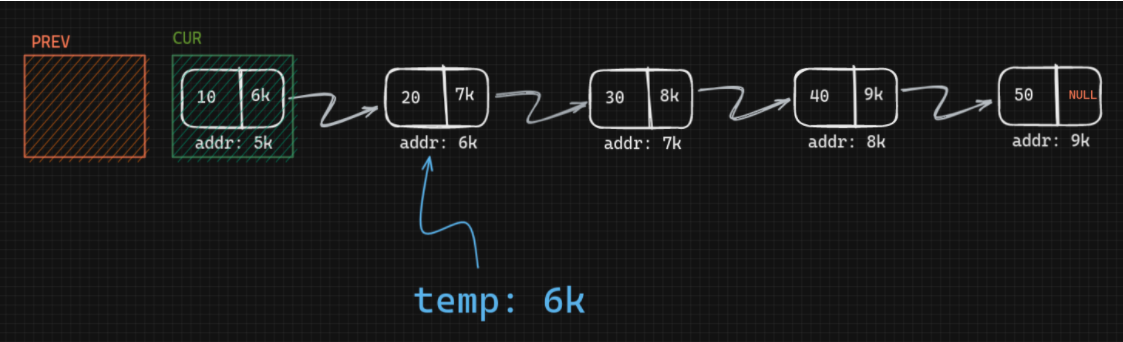 PREV
CUR
10 6k
20 7k
30 8k
40 9k
50 NULL
addr: 5k
addr: 6k
addr: 7k
addr: 8k
addr: 9k
temp: 6k